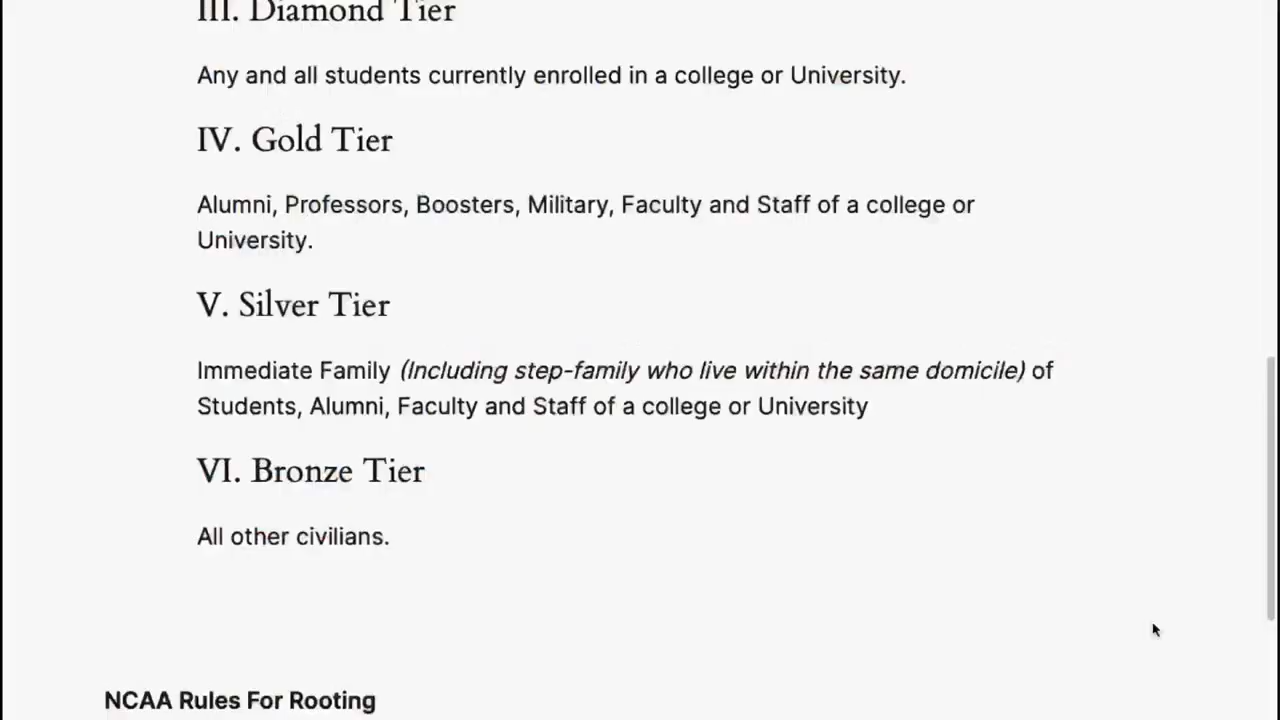 III. Diamond Tier
Any and all students currently enrolled in a college or University.
IV. Gold Tier
Alumni, Professors, Boosters, Military, Faculty and Staff of a college or
University.
V. Silver Tier
Immediate Family (Including step-family who live within the same domicile) of
Students, Alumni, Faculty and Staff of a college or University
VI. Bronze Tier
All other civilians.
NCAA Rules For Rooting